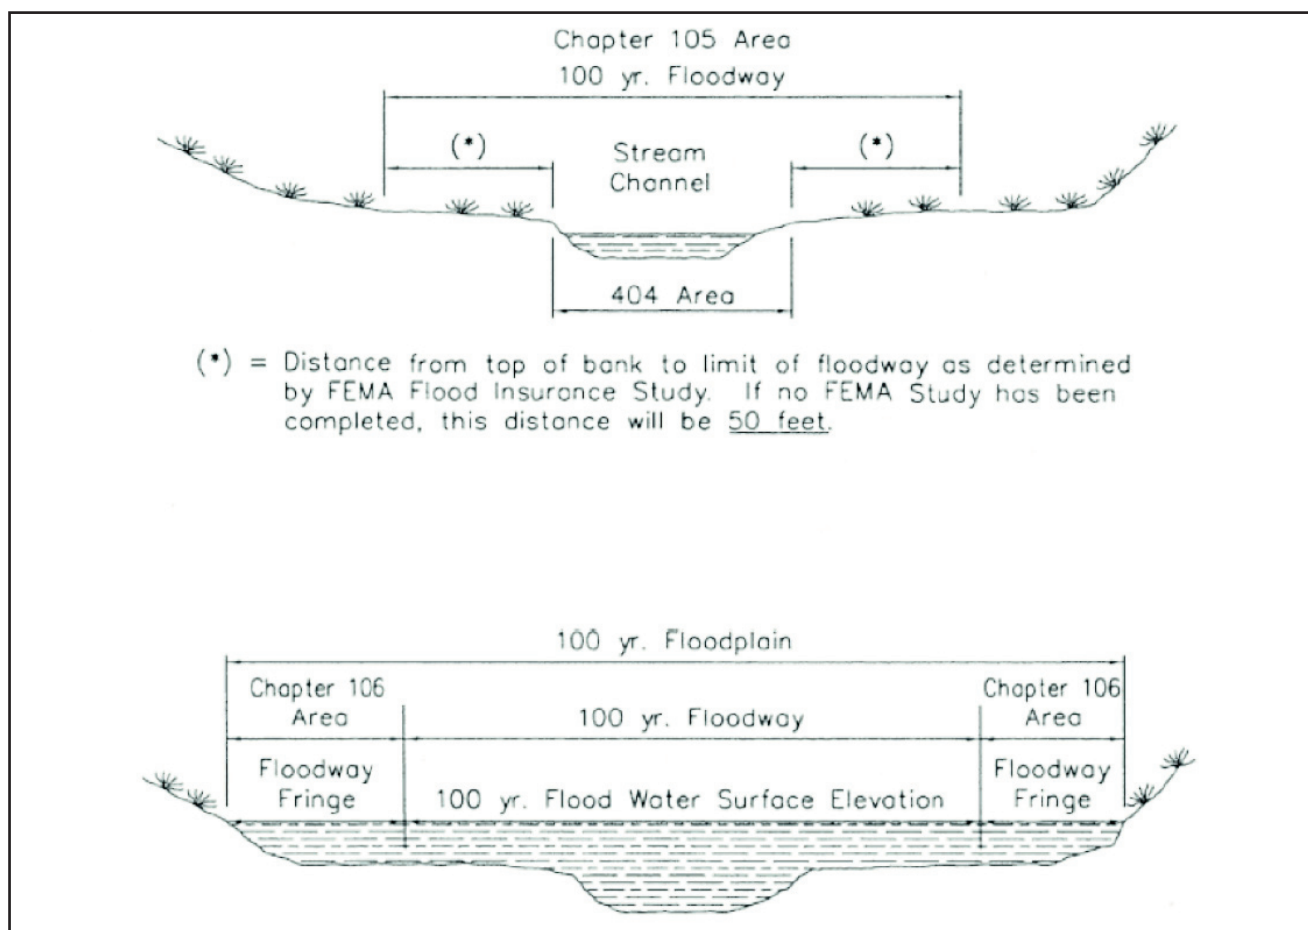 Chapter 105 Area
100 yr. Floodway
(*)
Stream
Channel
(*)
404 Area
(*) = Distance from top of bank to limit of floodway as determined
by FEMA Flood Insurance Study. If no FEMA Study has been
completed, this distance will be 50 feet.
100 yr. Floodplain
Chapter 106
Area
100 yr. Floodway
Chapter 106
Area
Floodway
Fringe
100 yr. Flood Water Surface Elevation
Floodway
Fringe